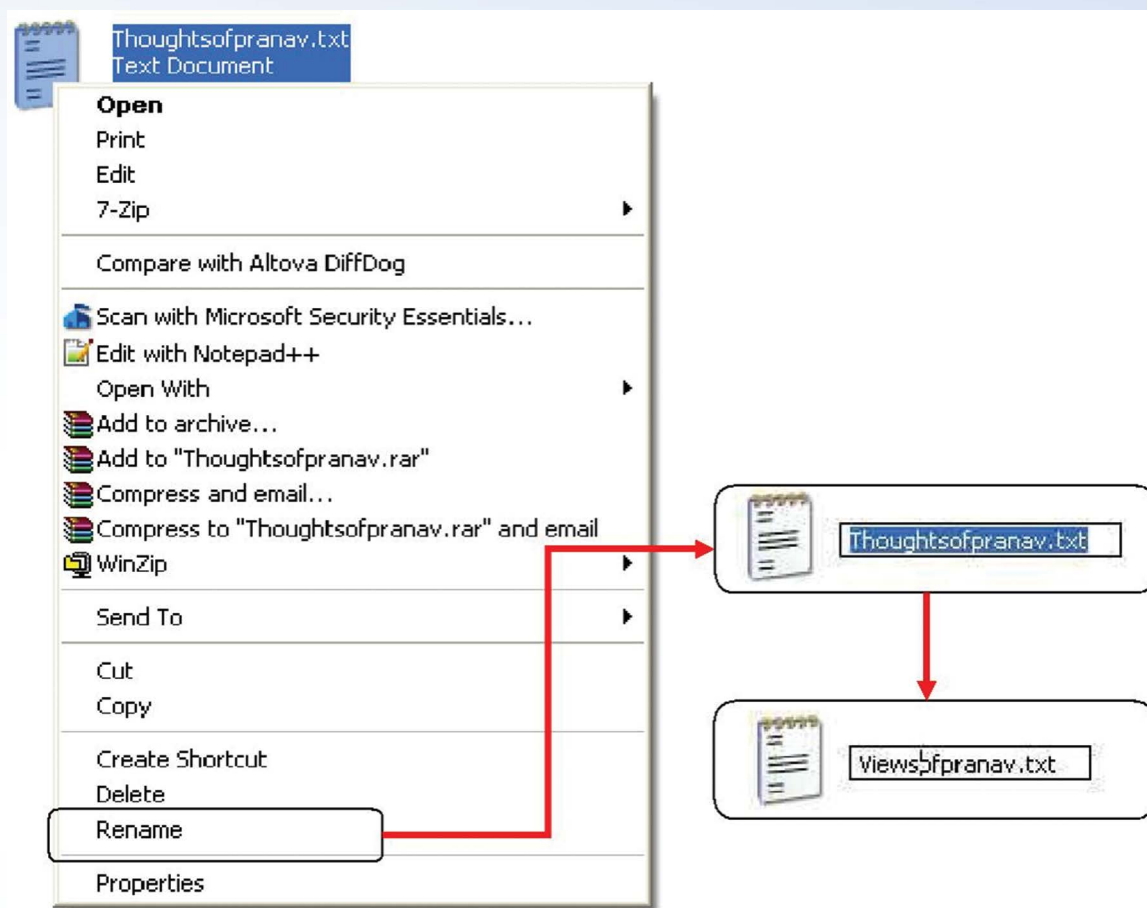 Thoughtsofpranav.txt
Text Document
Open
Print
Edit
7-Zip
Compare with Altova DiffDog
Scan with Microsoft Security Essentials...
Edit with Notepad++
Open With
Add to archive...
Add to "Thoughtsofpranav.rar"
Compress and email...
Compress to "Thoughtsofpranav.rar" and email
WinZip
Send To
Cut
Copy
Create Shortcut
Delete
Rename
Properties
Thoughtsofpranav.txt
Viewsofpranav.txt